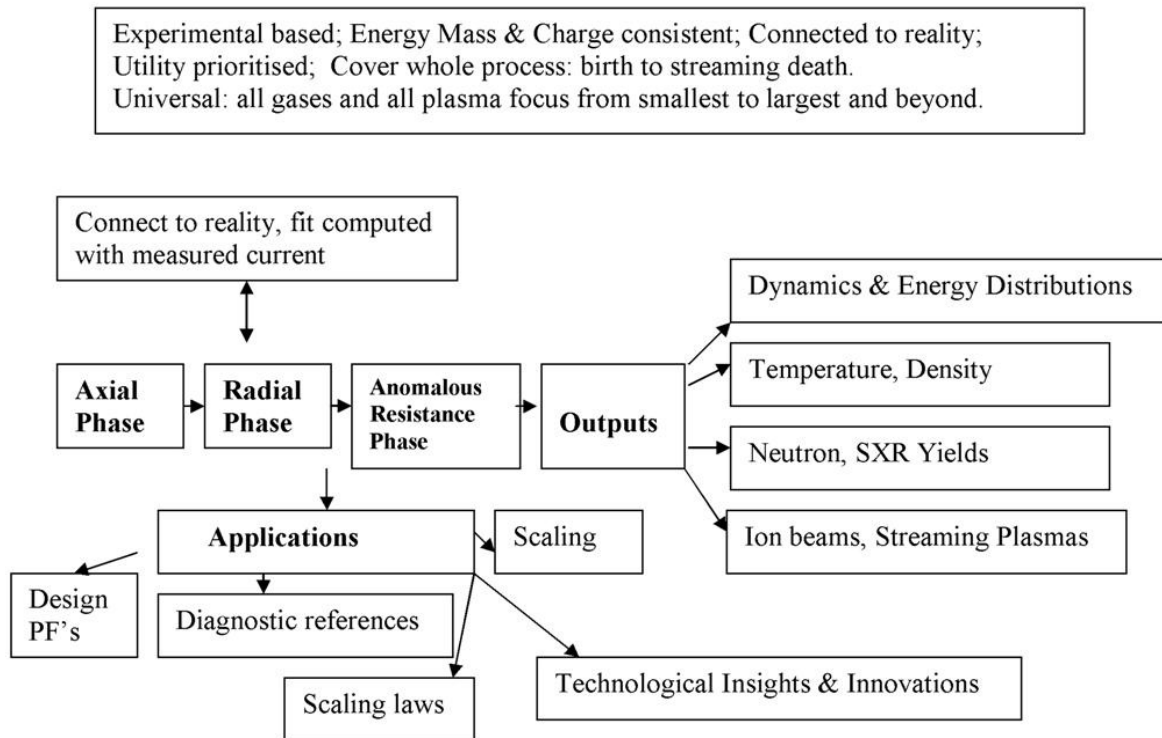 Experimental based; Energy Mass & Charge consistent; Connected to reality;
Utility prioritised; Cover whole process: birth to streaming death.
Universal: all gases and all plasma focus from smallest to largest and beyond.
Connect to reality, fit computed
with measured current
Dynamics & Energy Distributions
Axial
Phase
Radial
Phase
Anomalous
Resistance
Phase
Outputs
Temperature, Density
Neutron, SXR Yields
Ion beams, Streaming Plasmas
Applications
Scaling
Design
PF's
Diagnostic references
Scaling laws
Technological Insights & Innovations